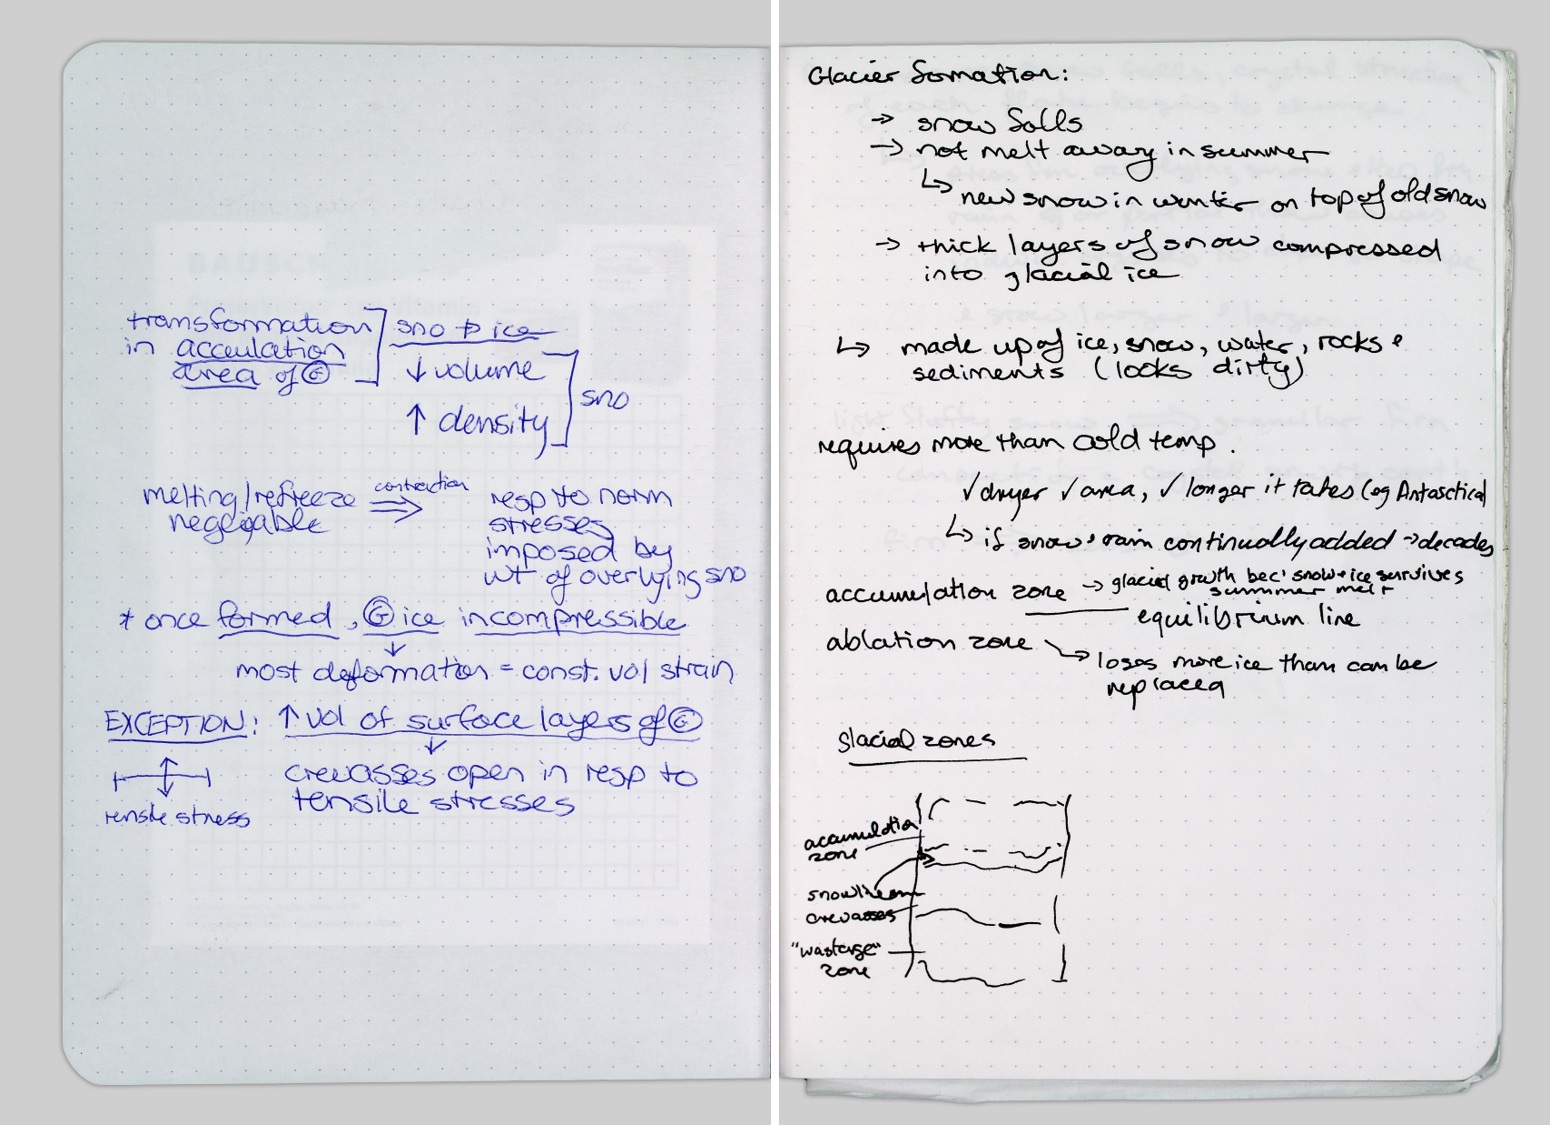 transformation
in acculation
area of G
sno → ice
↓ volume
↑ density
sno
melting/refreeze
negligable
contraction
resp to norm
stresses
imposed by
wt of overlying sno
* once formed, G ice incompressible
↓
most deformation = const. vol strain
EXCEPTION: ↑ vol of surface layers of G
↓
crevasses open in resp to
tensile stresses
tensile stress
Glacier formation:
→ snow falls
→ not melt away in summer
↳ new snow in winter on top of old snow
→ thick layers of snow compressed
into glacial ice
↳ made up of ice, snow, water, rocks &
sediments (looks dirty)
requires more than cold temp.
√ dryer √ area, √ longer it takes (eg Antarctica)
↳ if snow & rain continually added → decades
accumulation zone → glacial growth bec' snow + ice survives
summer melt
equilibrium line
ablation zone → loses more ice than can be
replaced
glacial zones
accumulation
zone
crevasses
"wastage"
zone